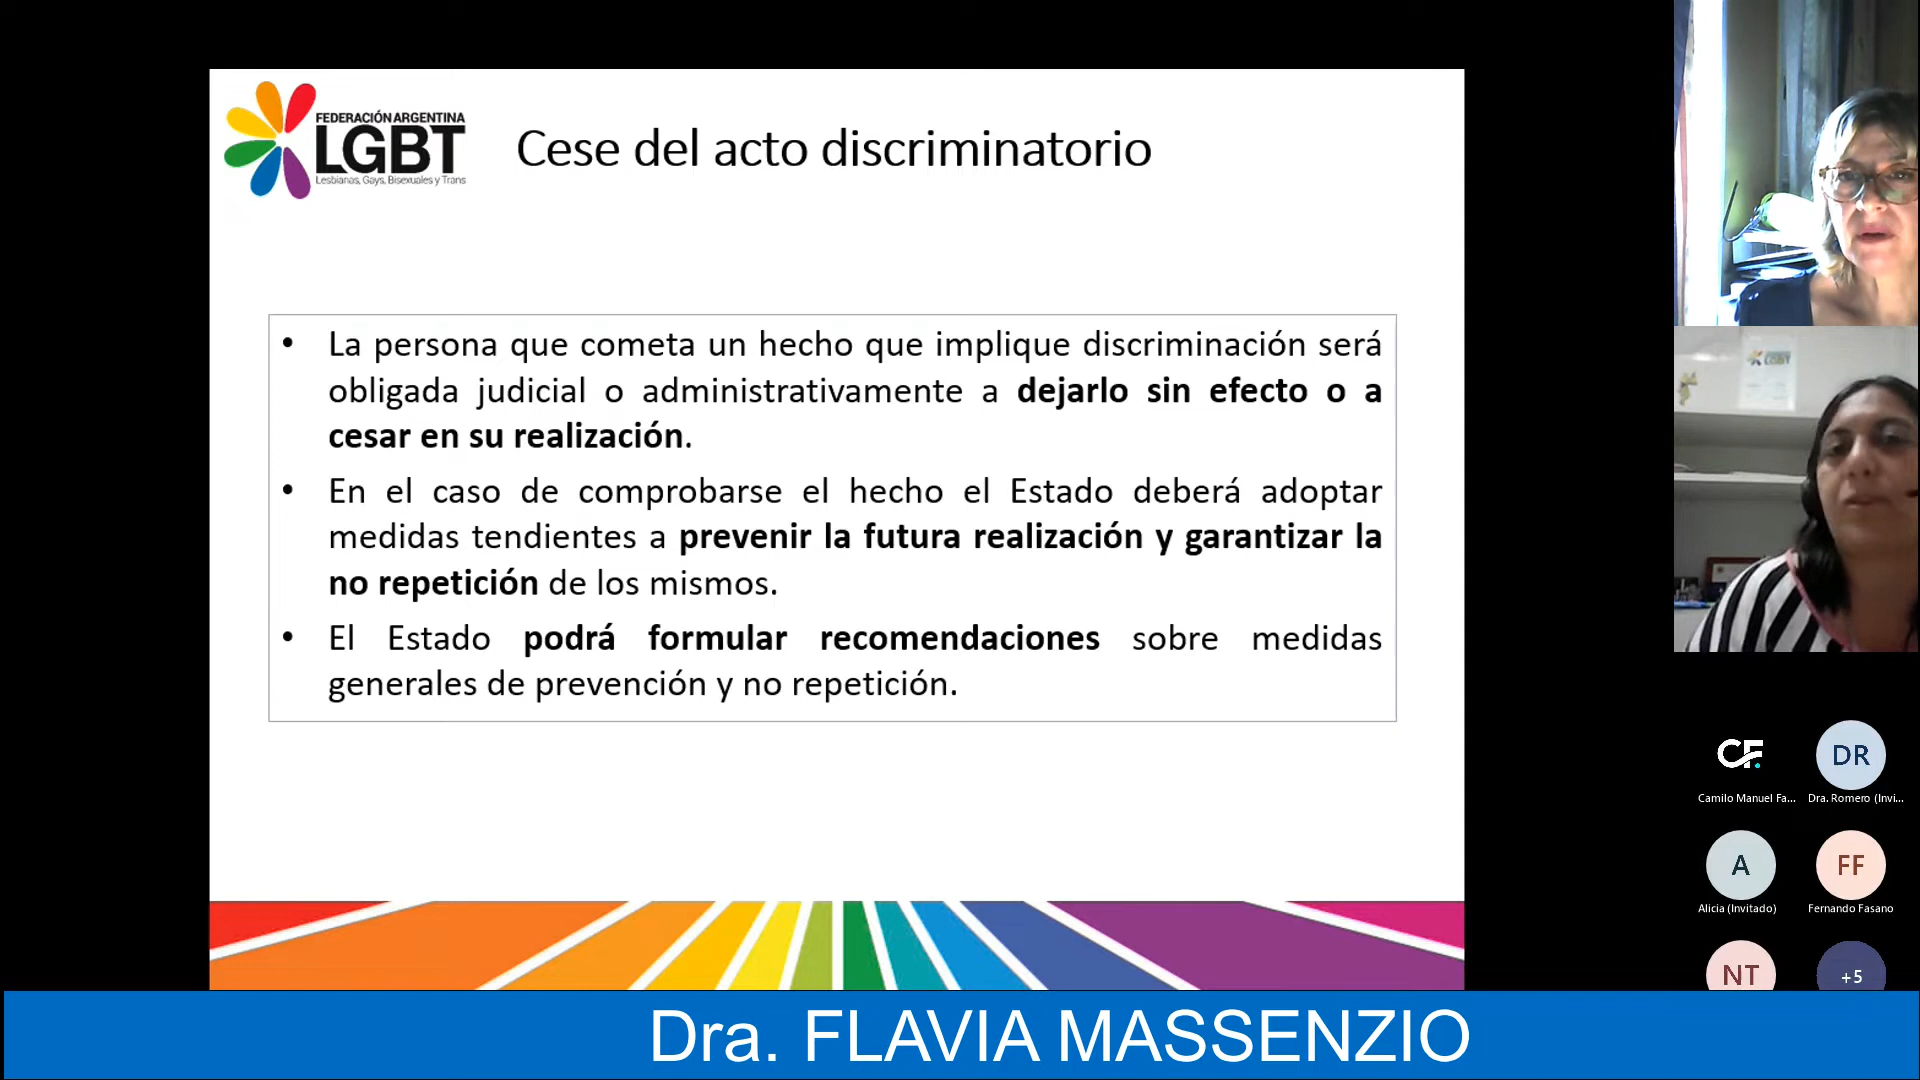 FEDERACIÓN ARGENTINA
LGBT
Lesbianas, Gays, Bisexuales y Trans
Cese del acto discriminatorio
• La persona que cometa un hecho que implique discriminación será
obligada judicial o administrativamente a dejarlo sin efecto o a
cesar en su realización.
• En el caso de comprobarse el hecho el Estado deberá adoptar
medidas tendientes a prevenir la futura realización y garantizar la
no repetición de los mismos.
• El Estado podrá formular recomendaciones sobre medidas
generales de prevención y no repetición.
LGBT
CF.
DR
Camilo Manuel Fa...
Dra. Romero (Invi...
A
FF
Alicia (Invitado)
Fernando Fasano
NT
+5
Dra. FLAVIA MASSENZIO